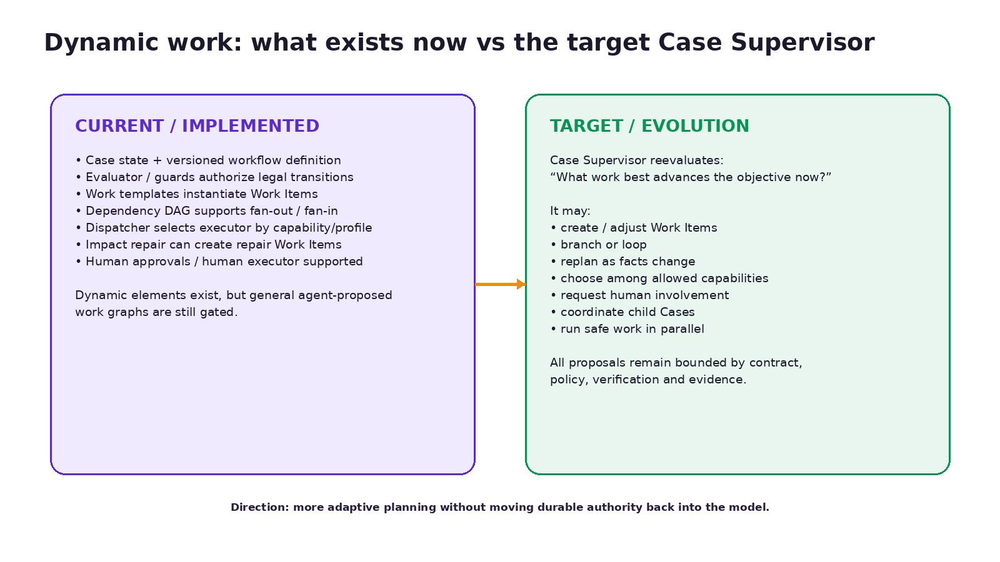 Dynamic work: what exists now vs the target Case Supervisor
CURRENT / IMPLEMENTED
• Case state + versioned workflow definition
• Evaluator / guards authorize legal transitions
• Work templates instantiate Work Items
• Dependency DAG supports fan-out / fan-in
• Dispatcher selects executor by capability/profile
• Impact repair can create repair Work Items
• Human approvals / human executor supported
Dynamic elements exist, but general agent-proposed
work graphs are still gated.
TARGET / EVOLUTION
Case Supervisor reevaluates:
“What work best advances the objective now?”
It may:
• create / adjust Work Items
• branch or loop
• replan as facts change
• choose among allowed capabilities
• request human involvement
• coordinate child Cases
• run safe work in parallel
All proposals remain bounded by contract,
policy, verification and evidence.
Direction: more adaptive planning without moving durable authority back into the model.